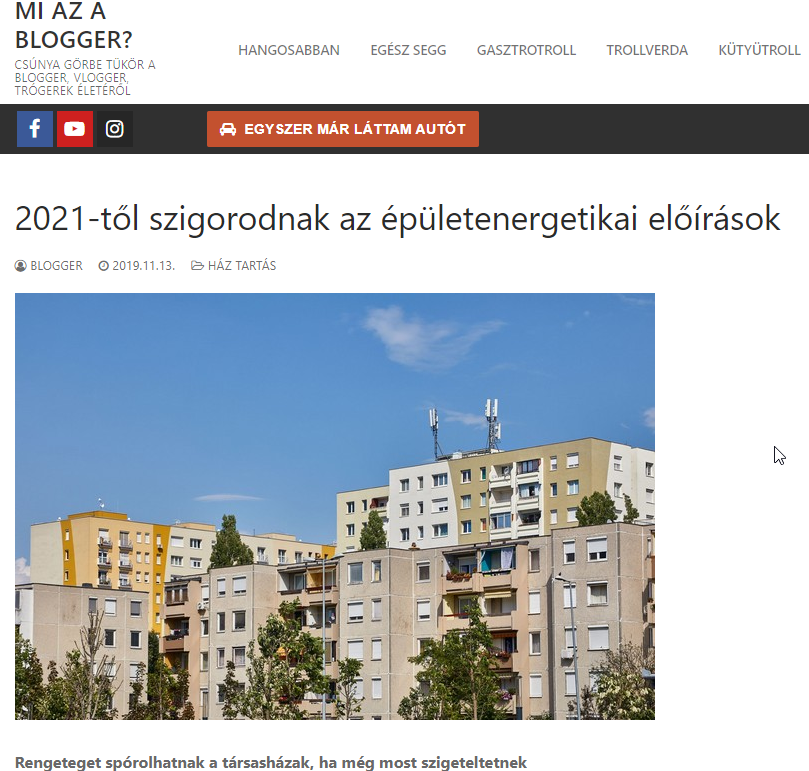 MI AZ A
BLOGGER?
CSÚNYA GÖRBE TÜKÖR A
BLOGGER, VLOGGER,
TRÓGEREK ÉLETÉRŐL
HANGOSABBAN EGÉSZ SEGG GASZTROTROLL TROLLVERDA KÜTYÜTROLL
EGYSZER MÁR LÁTTAM AUTÓT
2021-től szigorodnak az épületenergetikai előírások
BLOGGER 2019.11.13. HÁZ TARTÁS
Rengeteget spórolhatnak a társasházak, ha még most szigeteltetnek